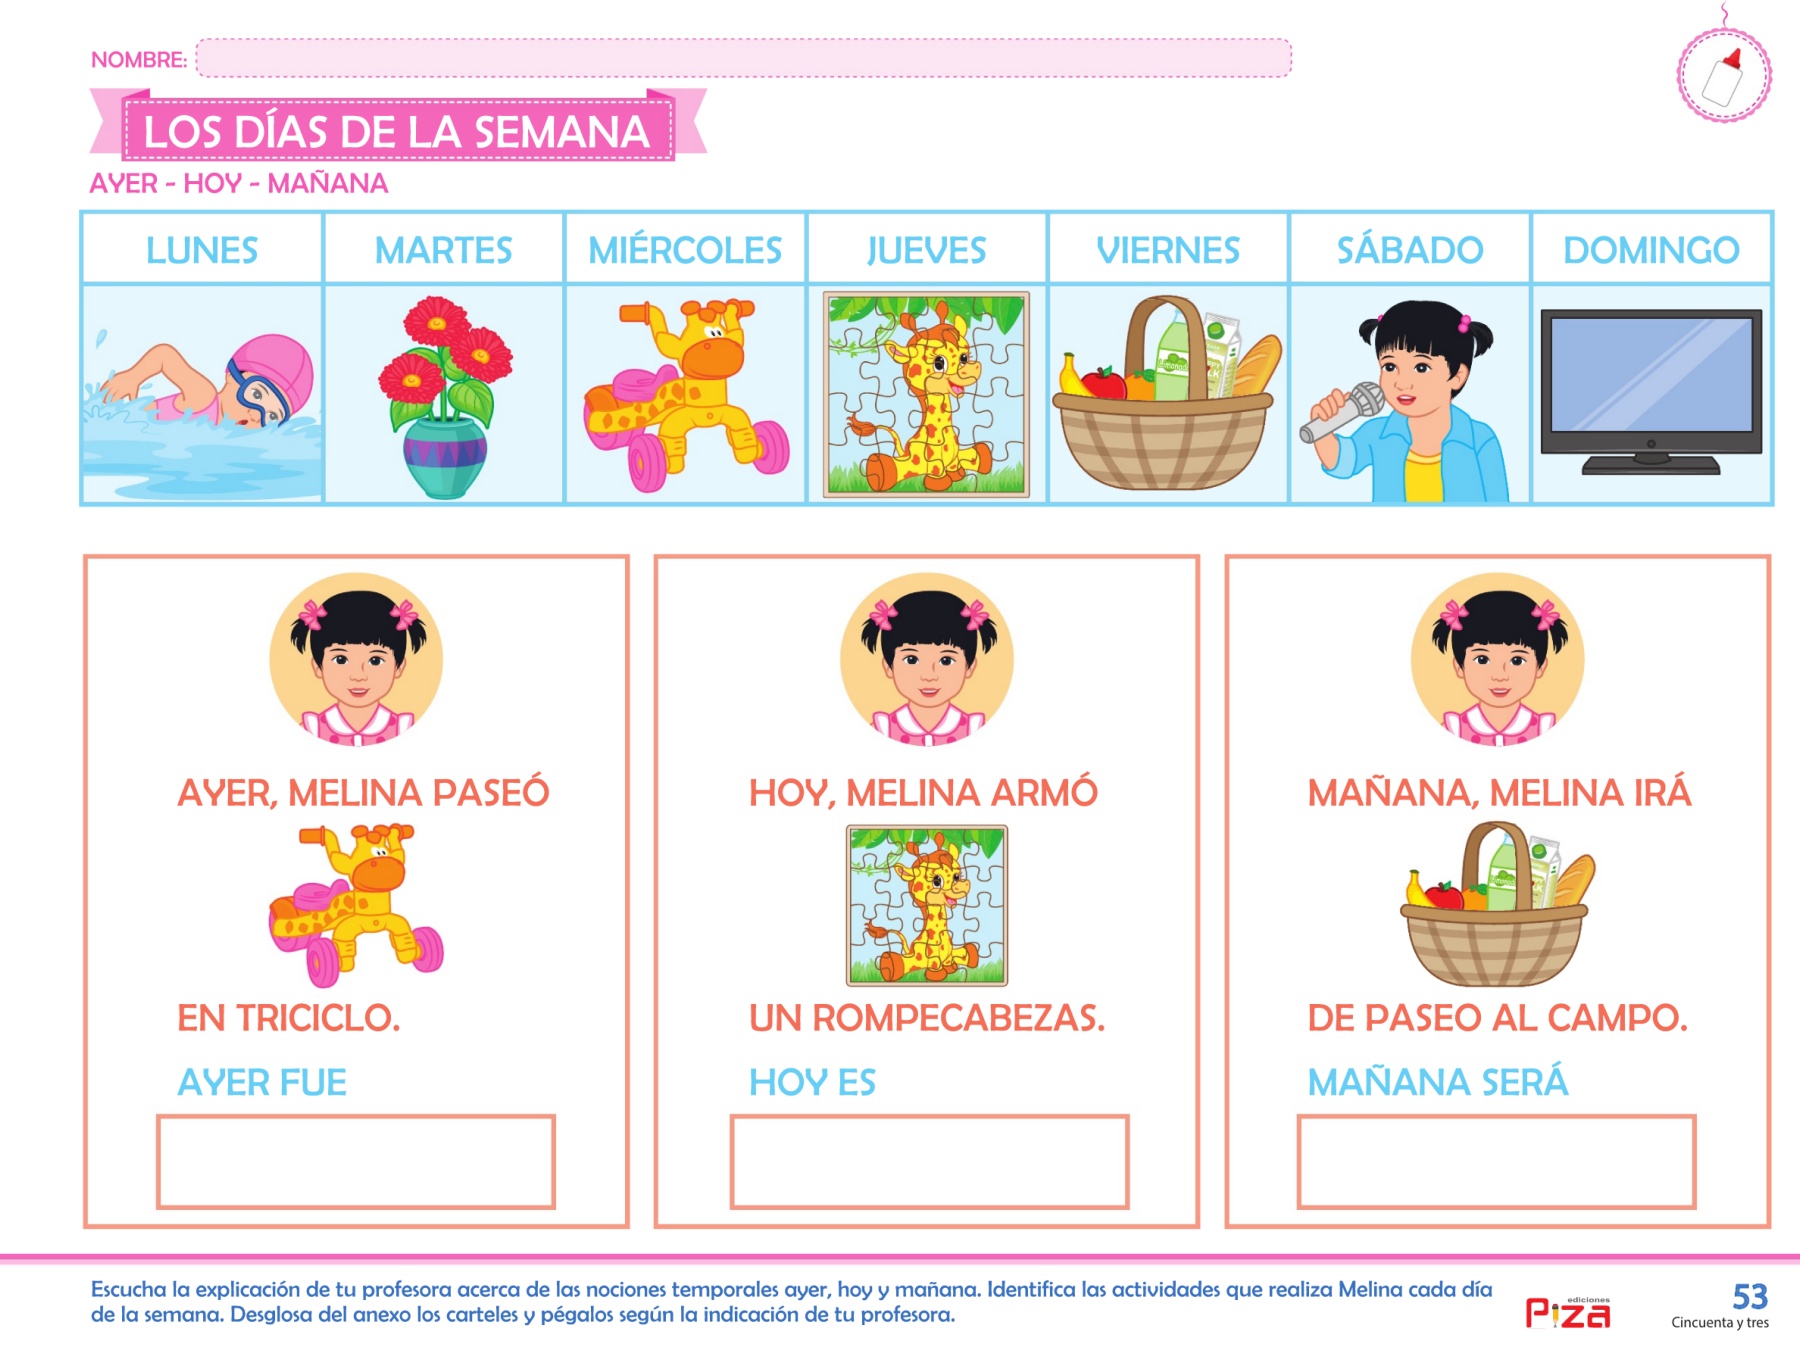 NOMBRE:
LOS DÍAS DE LA SEMANA
AYER - HOY - MAÑANA
LUNES MARTES MIÉRCOLES JUEVES VIERNES SÁBADO DOMINGO
AYER, MELINA PASEÓ
EN TRICICLO.
AYER FUE
HOY, MELINA ARMÓ
UN ROMPECABEZAS.
HOY ES
MAÑANA, MELINA IRÁ
DE PASEO AL CAMPO.
MAÑANA SERÁ
Escucha la explicación de tu profesora acerca de las nociones temporales ayer, hoy y mañana. Identifica las actividades que realiza Melina cada día
de la semana. Desglosa del anexo los carteles y pégalos según la indicación de tu profesora.
ediciones
Piza
53
Cincuenta y tres